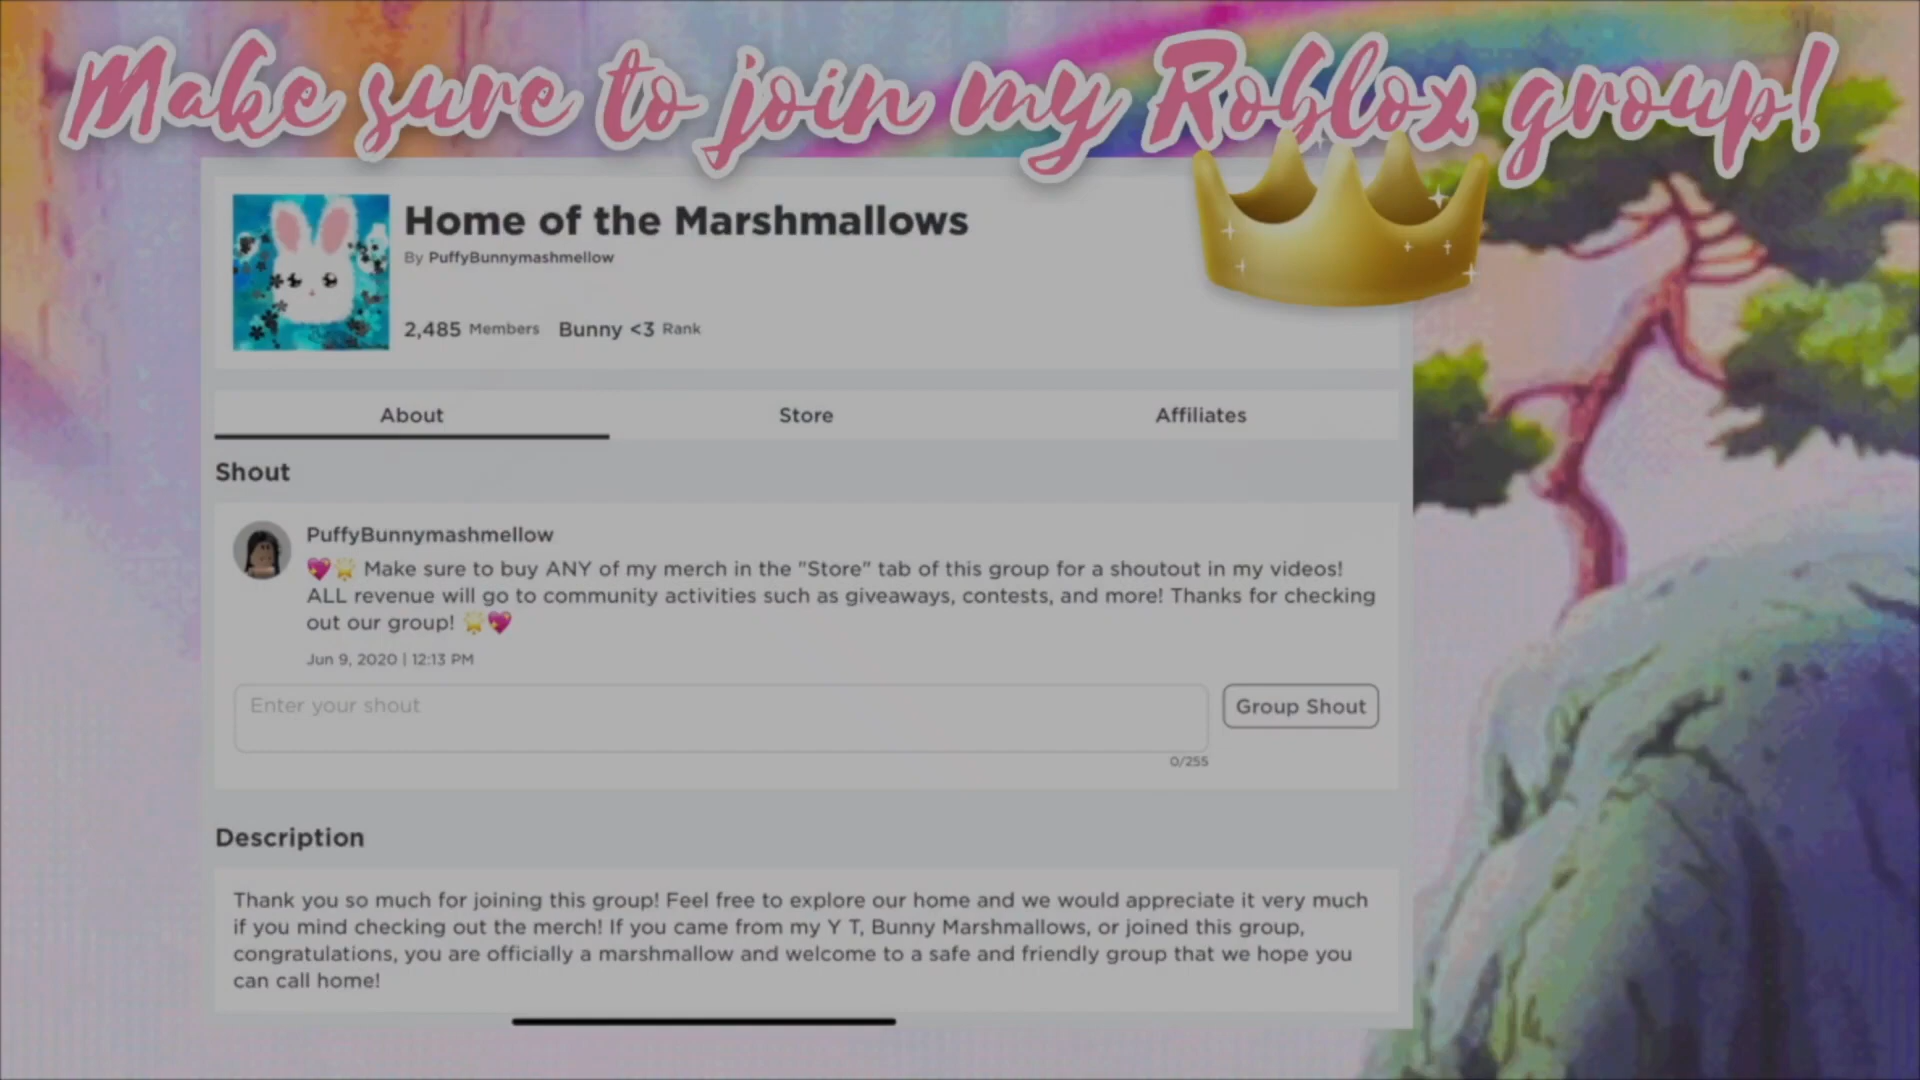 Make sure to join my Roblox group!
Home of the Marshmallows
By PuffyBunnymashmellow
2,485 Members Bunny <3 Rank
About Store Affiliates
Shout
PuffyBunnymashmellow
💖🌟 Make sure to buy ANY of my merch in the "Store" tab of this group for a shoutout in my videos!
ALL revenue will go to community activities such as giveaways, contests, and more! Thanks for checking
out our group! 🌟💖
Jun 9, 2020 | 12:13 PM
Enter your shout
Group Shout
0/255
Description
Thank you so much for joining this group! Feel free to explore our home and we would appreciate it very much
if you mind checking out the merch! If you came from my Y T, Bunny Marshmallows, or joined this group,
congratulations, you are officially a marshmallow and welcome to a safe and friendly group that we hope you
can call home!